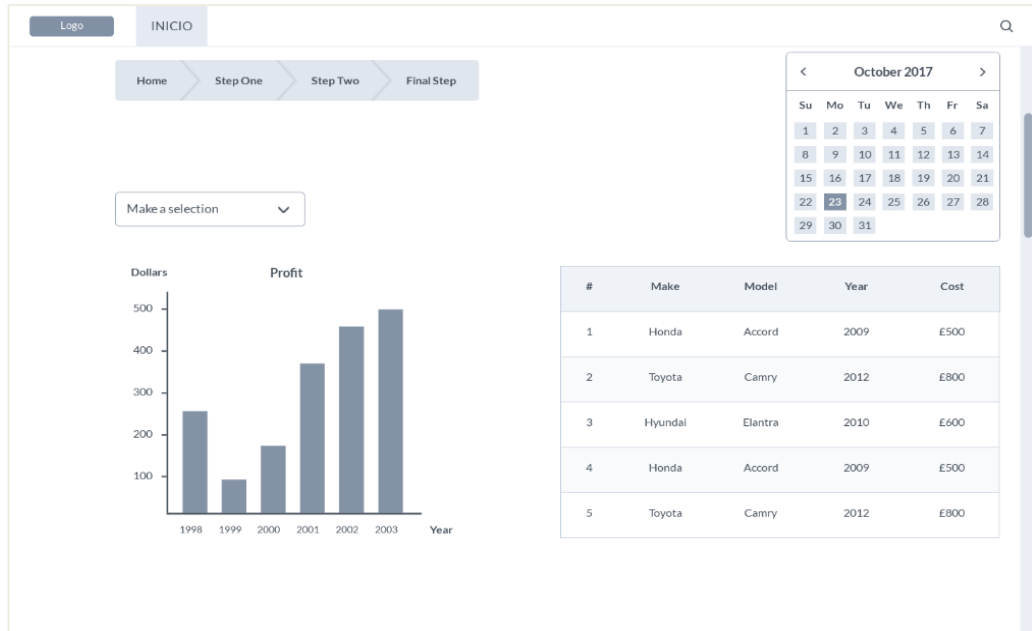 Logo INICIO
Home Step One Step Two Final Step
October 2017
Su Mo Tu We Th Fr Sa
1 2 3 4 5 6 7
8 9 10 11 12 13 14
15 16 17 18 19 20 21
22 23 24 25 26 27 28
29 30 31
Make a selection
Dollars Profit
500
400
300
200
100
1998 1999 2000 2001 2002 2003 Year
# Make Model Year Cost
1 Honda Accord 2009 £500
2 Toyota Camry 2012 £800
3 Hyundai Elantra 2010 £600
4 Honda Accord 2009 £500
5 Toyota Camry 2012 £800